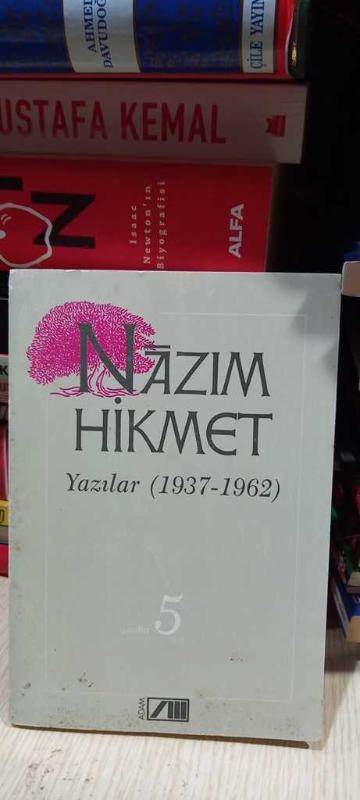 AHMED
DAVUDOĞ
ÇİLE YAYIN
USTAFA KEMAL
Isaac
Newton'ın
Biyografisi
ALFA
NÂZIM
HİKMET
Yazılar (1937-1962)
5
ADAM